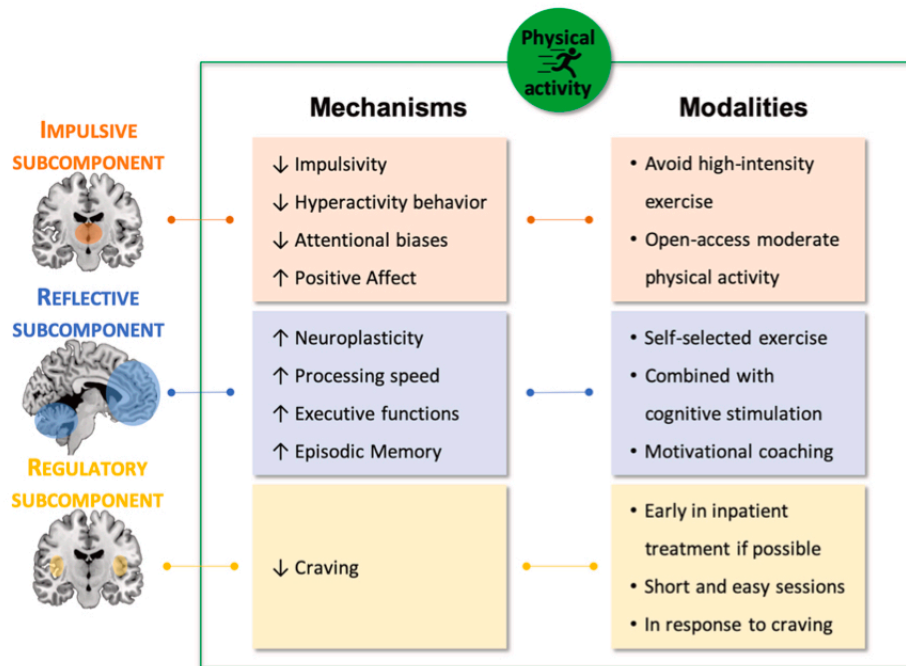 Physical
activity
Mechanisms
Modalities
IMPULSIVE
SUBCOMPONENT
↓ Impulsivity
↓ Hyperactivity behavior
↓ Attentional biases
↑ Positive Affect
• Avoid high-intensity
exercise
• Open-access moderate
physical activity
REFLECTIVE
SUBCOMPONENT
↑ Neuroplasticity
↑ Processing speed
↑ Executive functions
↑ Episodic Memory
• Self-selected exercise
• Combined with
cognitive stimulation
• Motivational coaching
REGULATORY
SUBCOMPONENT
↓ Craving
• Early in inpatient
treatment if possible
• Short and easy sessions
• In response to craving